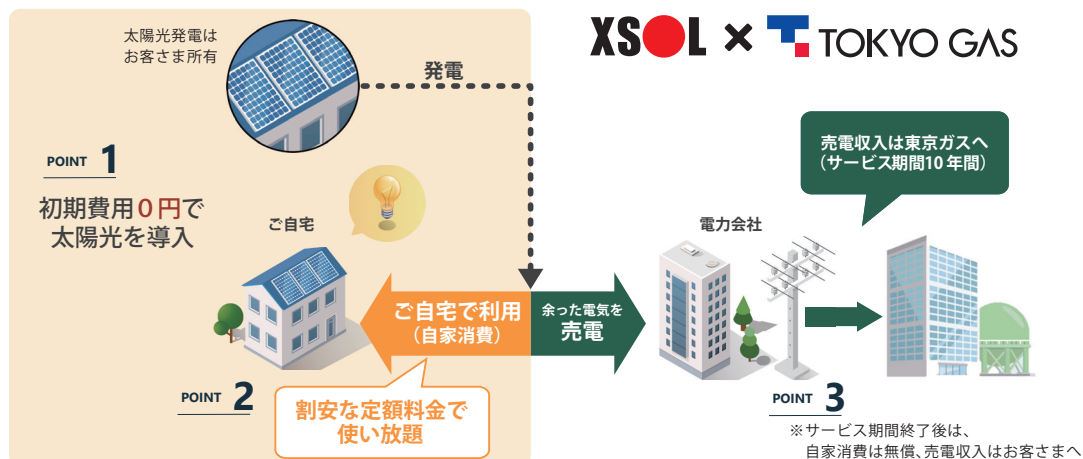 太陽光発電は
お客さま所有
発電
XSOL × TOKYO GAS
POINT 1
初期費用０円で
太陽光を導入
ご自宅
売電収入は東京ガスへ
（サービス期間10年間）
電力会社
ご自宅で利用
（自家消費）
余った電気を
売電
POINT 2
割安な定額料金で
使い放題
POINT 3
※サービス期間終了後は、
自家消費は無償、売電収入はお客さまへ